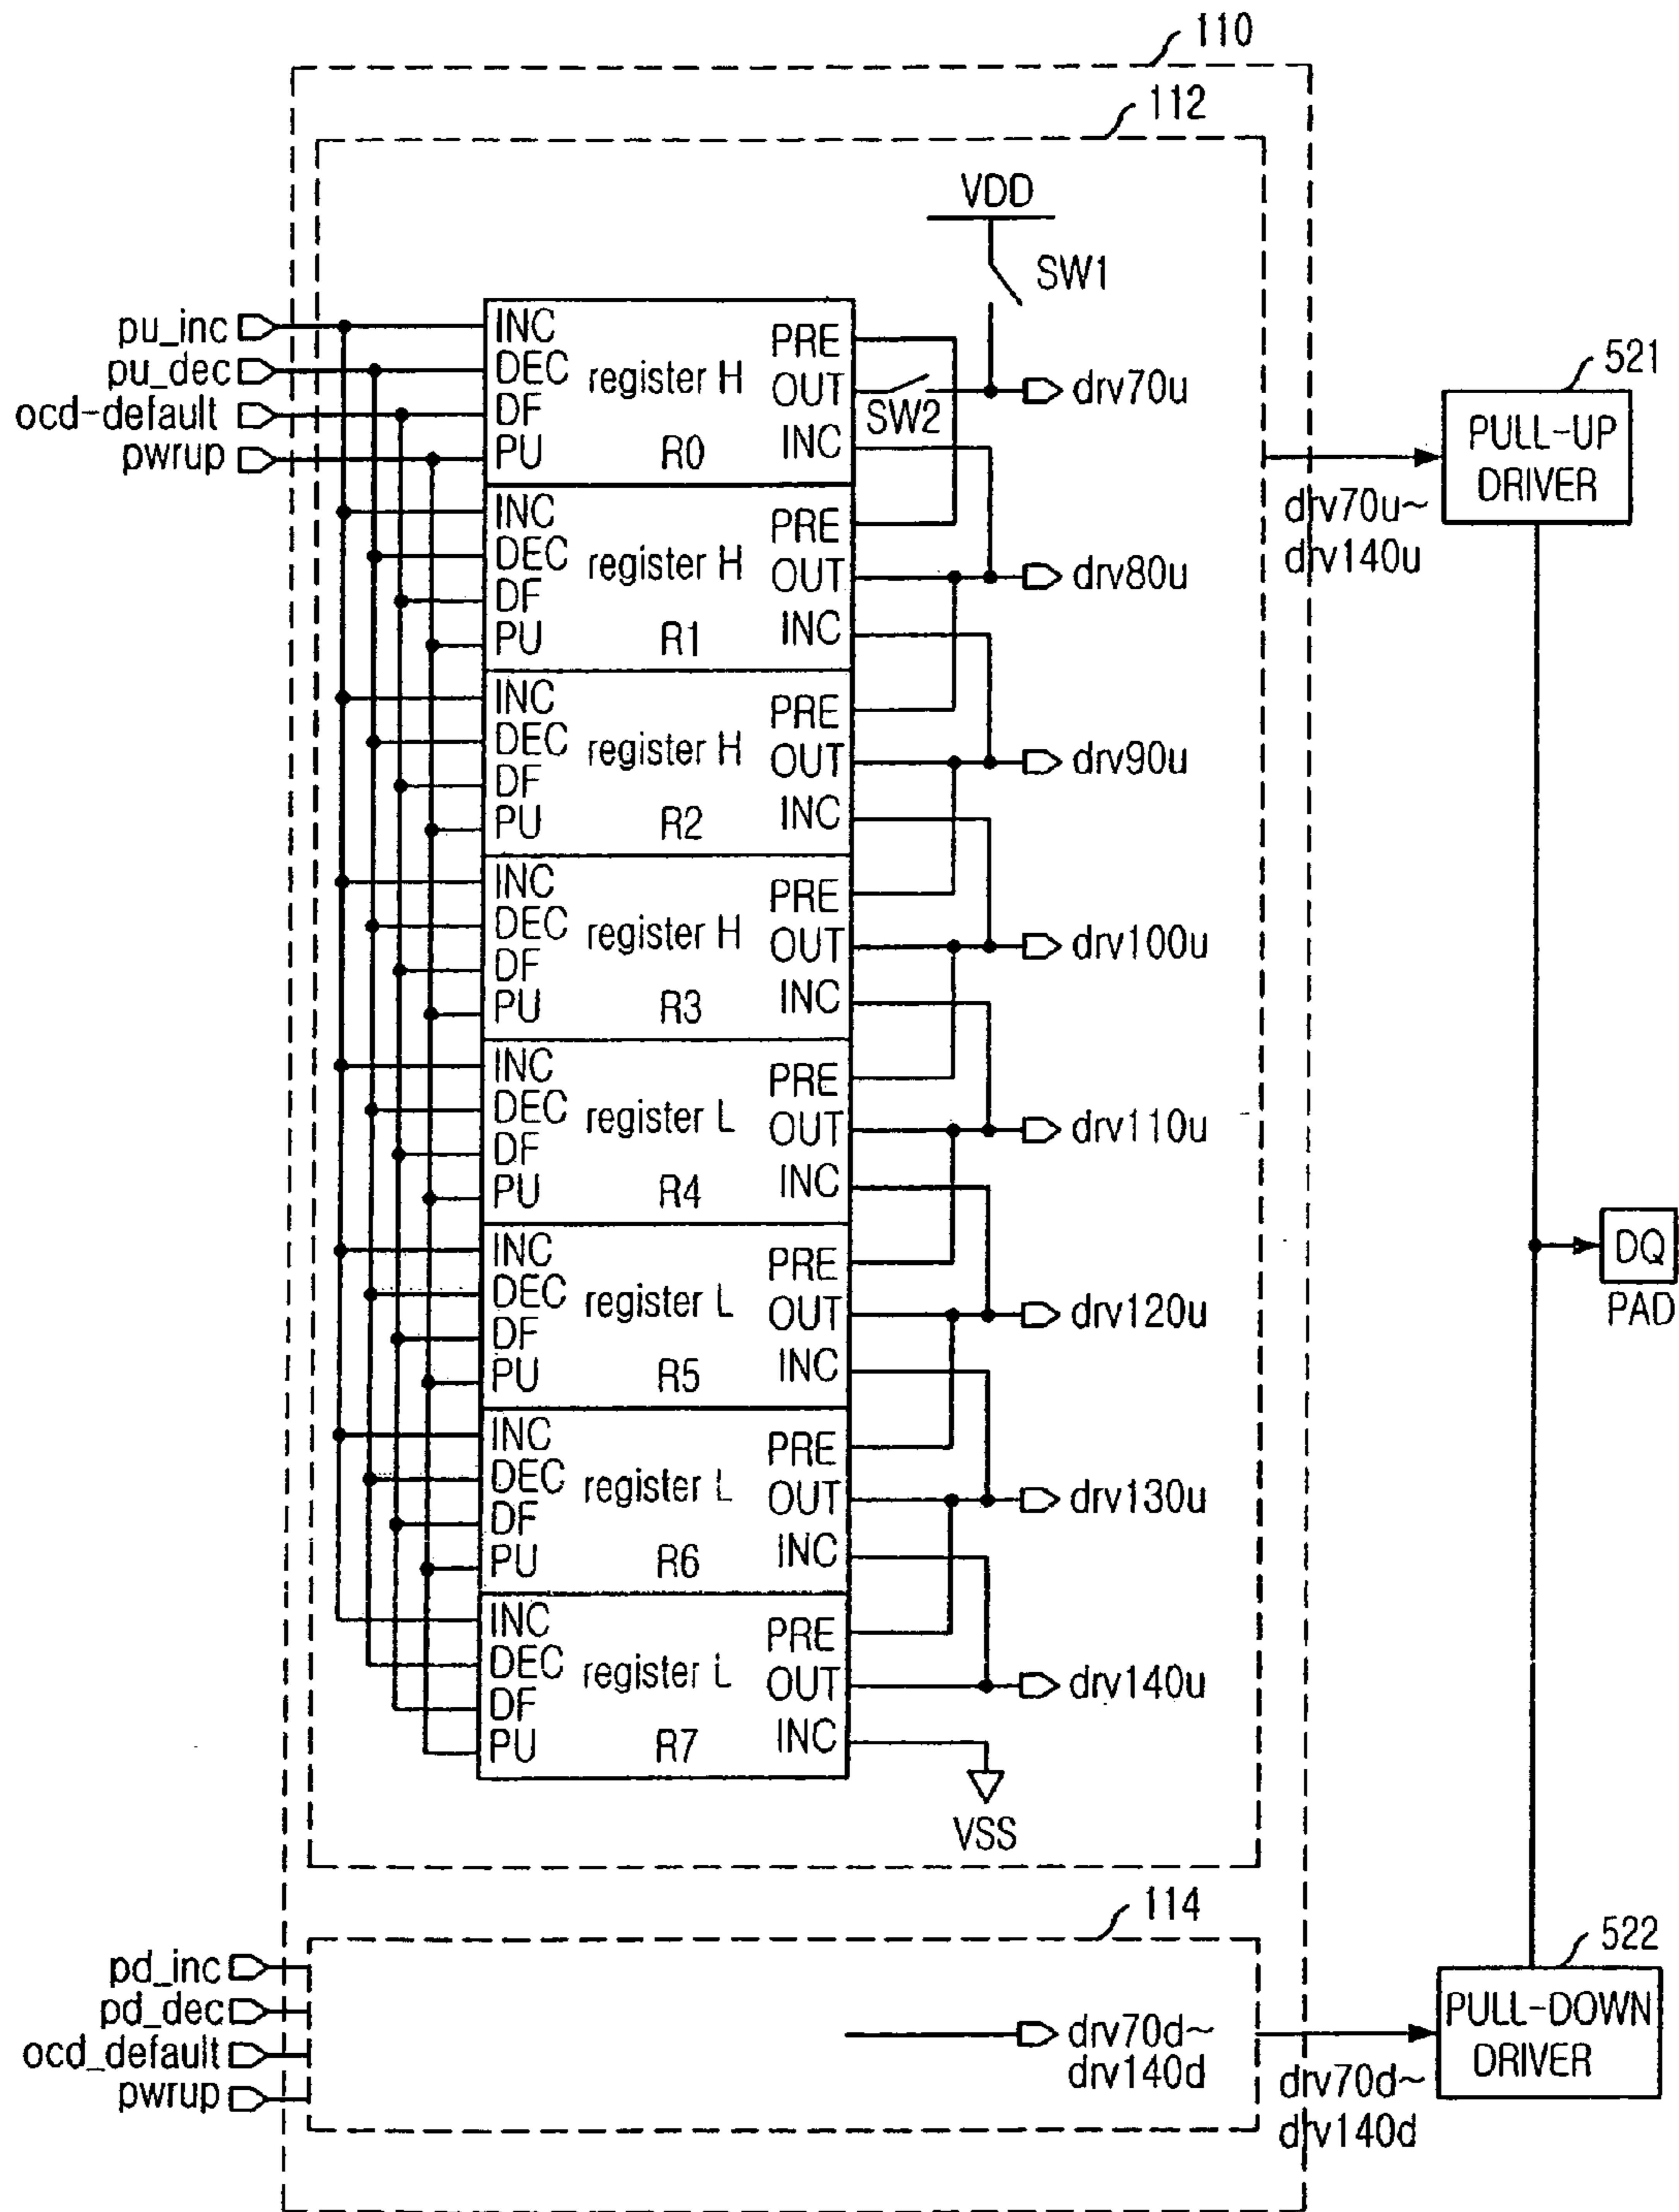 110
112
VDD
SW1
pu_inc
pu_dec
ocd-default
pwrup
INC
DEC
DF
PU
register H
R0
PRE
OUT
INC
SW2
drv70u
INC
DEC
DF
PU
register H
R1
PRE
OUT
INC
drv80u
INC
DEC
DF
PU
register H
R2
PRE
OUT
INC
drv90u
INC
DEC
DF
PU
register H
R3
PRE
OUT
INC
drv100u
INC
DEC
DF
PU
register L
R4
PRE
OUT
INC
drv110u
INC
DEC
DF
PU
register L
R5
PRE
OUT
INC
drv120u
INC
DEC
DF
PU
register L
R6
PRE
OUT
INC
drv130u
INC
DEC
DF
PU
register L
R7
PRE
OUT
INC
drv140u
VSS
521
PULL-UP
DRIVER
drv70u~
drv140u
DQ
PAD
114
pd_inc
pd_dec
ocd_default
pwrup
drv70d~
drv140d
drv70d~
drv140d
522
PULL-DOWN
DRIVER